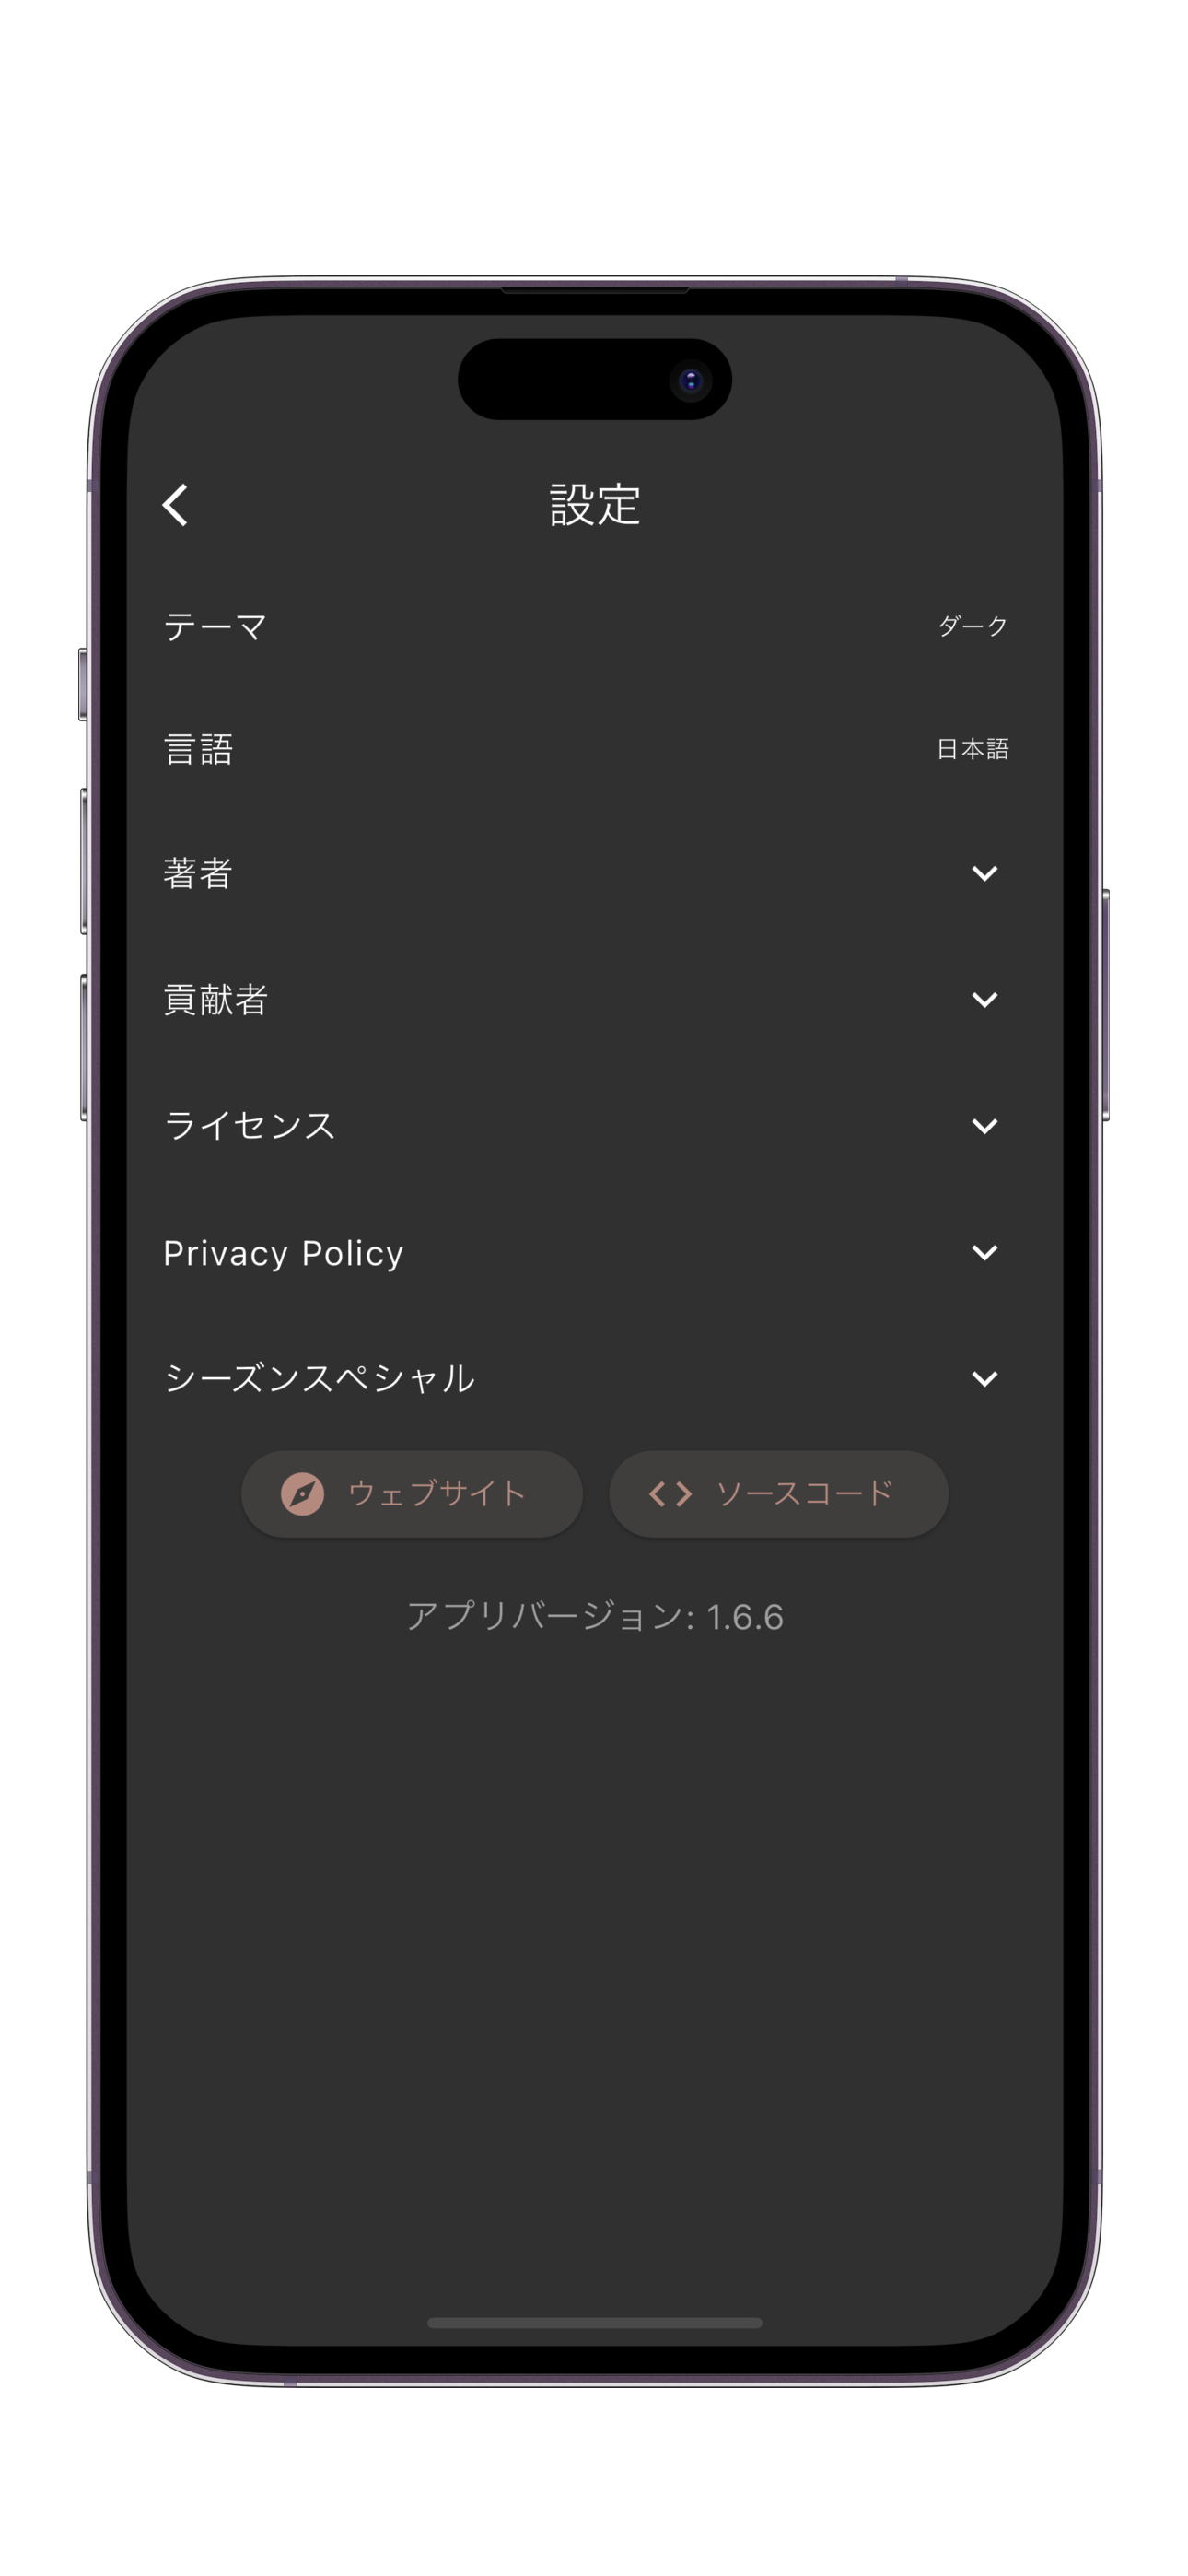 設定
テーマ ダーク
言語 日本語
著者
貢献者
ライセンス
Privacy Policy
シーズンスペシャル
ウェブサイト ソースコード
アプリバージョン: 1.6.6